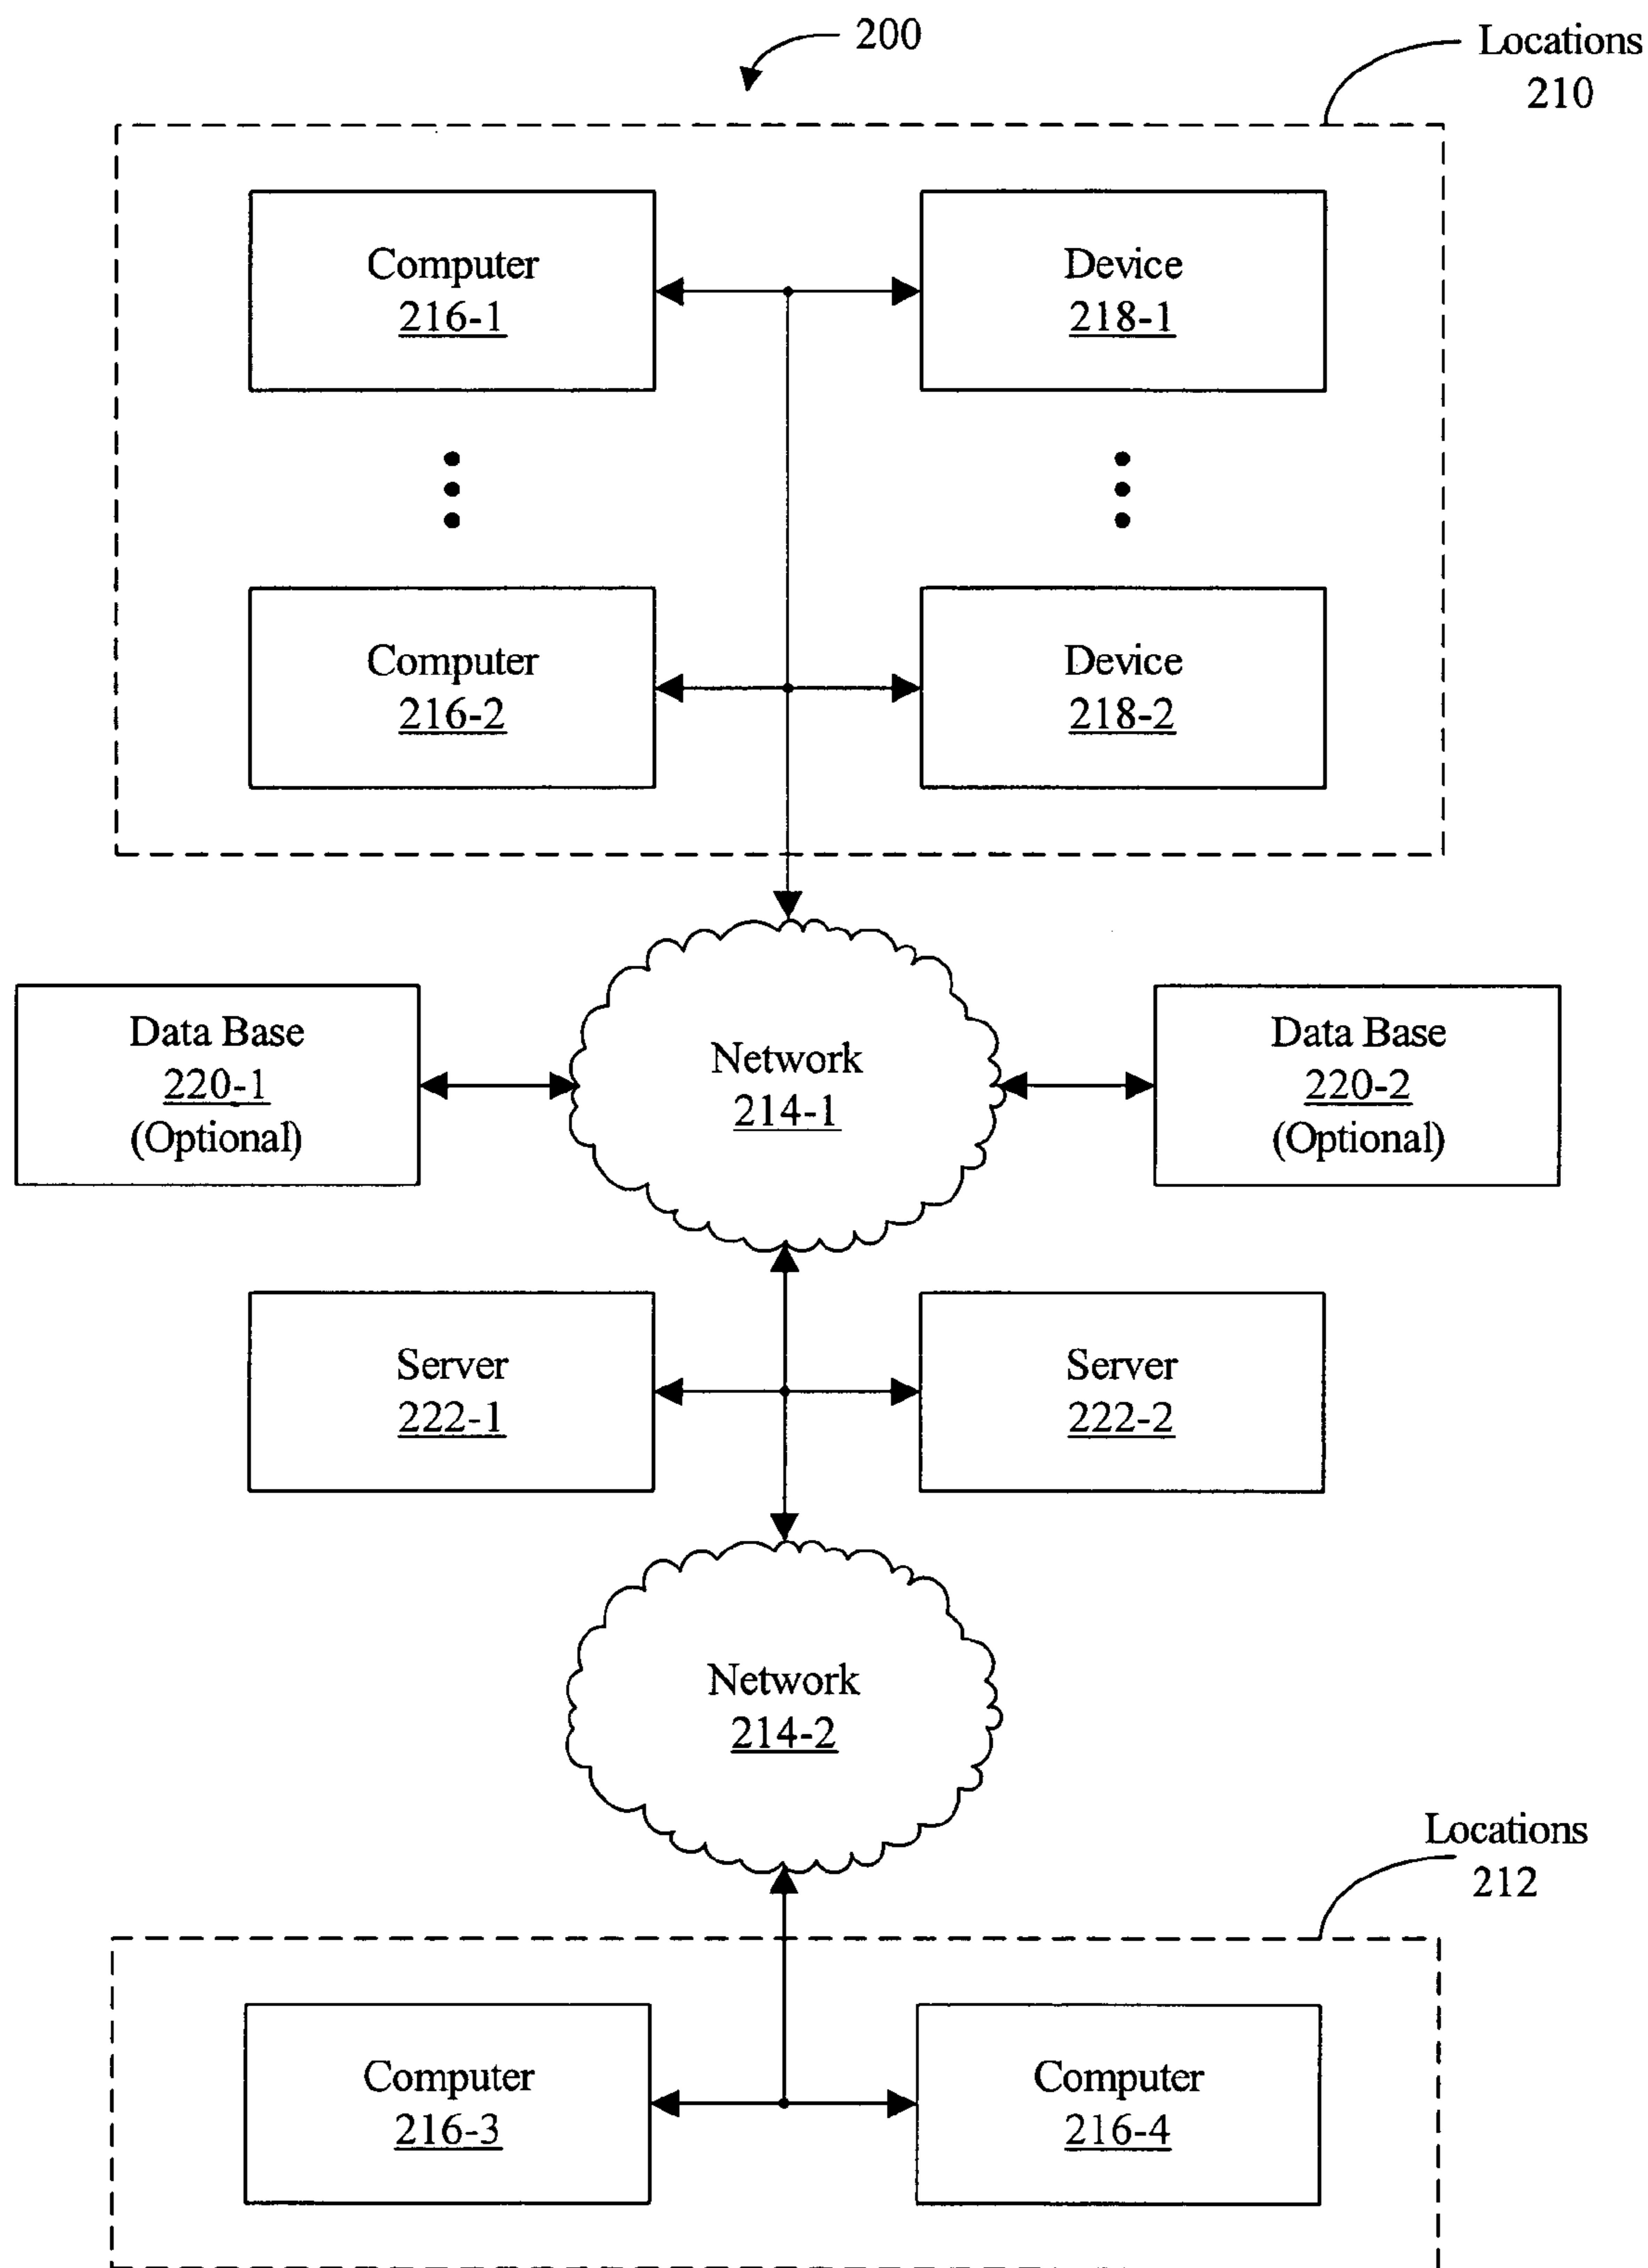 200
Locations
210
Computer
216-1
Device
218-1
Computer
216-2
Device
218-2
Data Base
220-1
(Optional)
Network
214-1
Data Base
220-2
(Optional)
Server
222-1
Server
222-2
Network
214-2
Locations
212
Computer
216-3
Computer
216-4